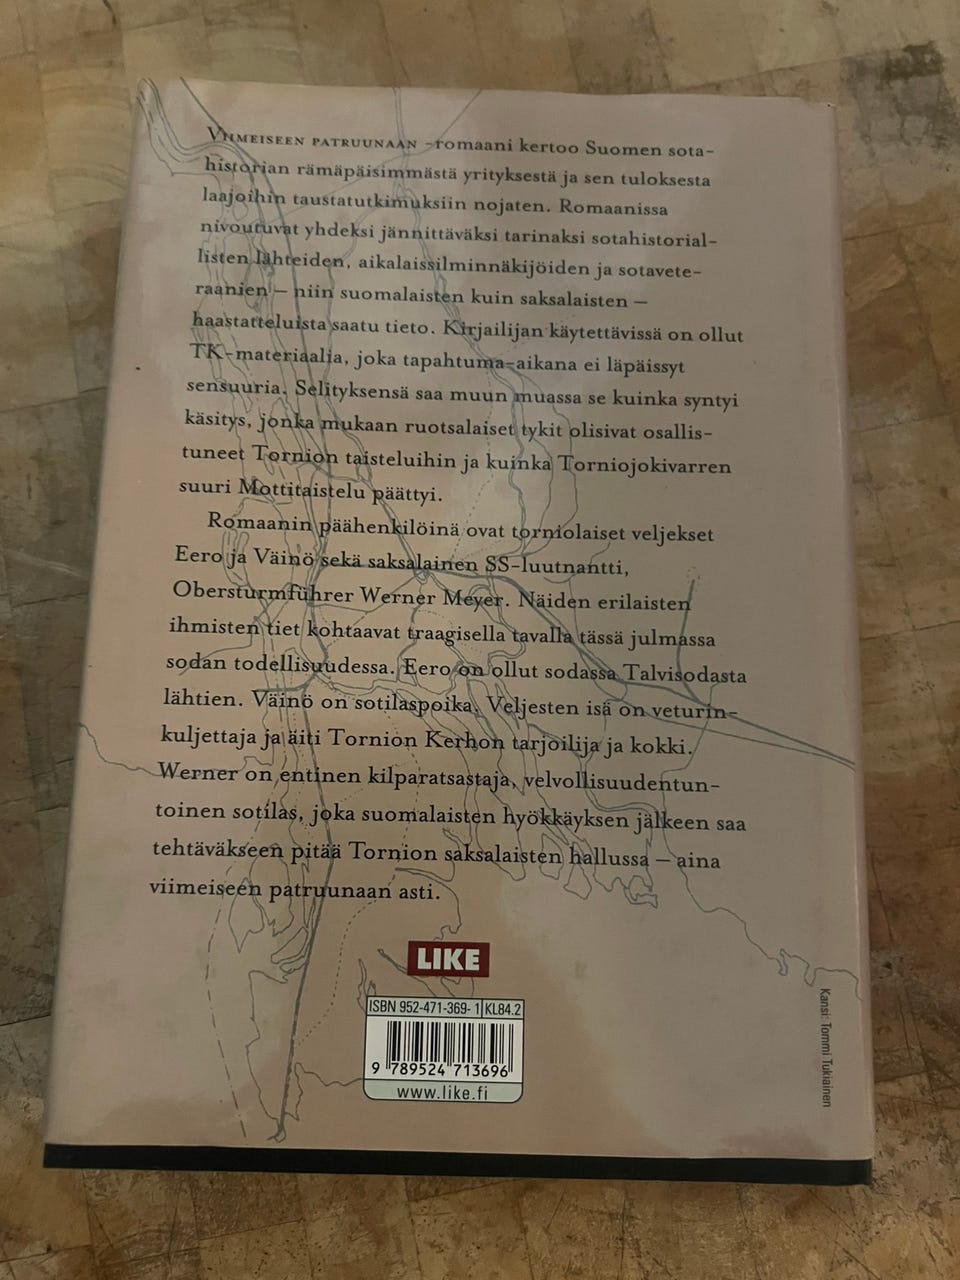 VIIMEISEEN PATRUUNAAN -romaani kertoo Suomen sota-
historian rämäpäisimmästä yrityksestä ja sen tuloksesta
laajoihin taustatutkimuksiin nojaten. Romaanissa
nivoutuvat yhdeksi jännittäväksi tarinaksi sotahistorial-
listen lähteiden, aikalaissilminnäkijöiden ja sotavete-
raanien – niin suomalaisten kuin saksalaisten –
haastatteluista saatu tieto. Kirjailijan käytettävissä on ollut
TK-materiaalia, joka tapahtuma-aikana ei läpäissyt
sensuuria. Selityksensä saa muun muassa se kuinka syntyi
käsitys, jonka mukaan ruotsalaiset tykit olisivat osallis-
tuneet Tornion taisteluihin ja kuinka Torniojokivarren
suuri Mottitaistelu päättyi.
Romaanin päähenkilöinä ovat torniolaiset veljekset
Eero ja Väinö sekä saksalainen SS-luutnantti,
Obersturmführer Werner Meyer. Näiden erilaisten
ihmisten tiet kohtaavat traagisella tavalla tässä julmassa
sodan todellisuudessa. Eero on ollut sodassa Talvisodasta
lähtien. Väinö on sotilaspoika. Veljesten isä on veturin-
kuljettaja ja äiti Tornion Kerhon tarjoilija ja kokki.
Werner on entinen kilparatsastaja, velvollisuudentun-
toinen sotilas, joka suomalaisten hyökkäyksen jälkeen saa
tehtäväkseen pitää Tornion saksalaisten hallussa – aina
viimeiseen patruunaan asti.
LIKE
ISBN 952-471-369-1 KL84.2
9 789524 713696
www.like.fi
Kansi: Tommi Tukiainen